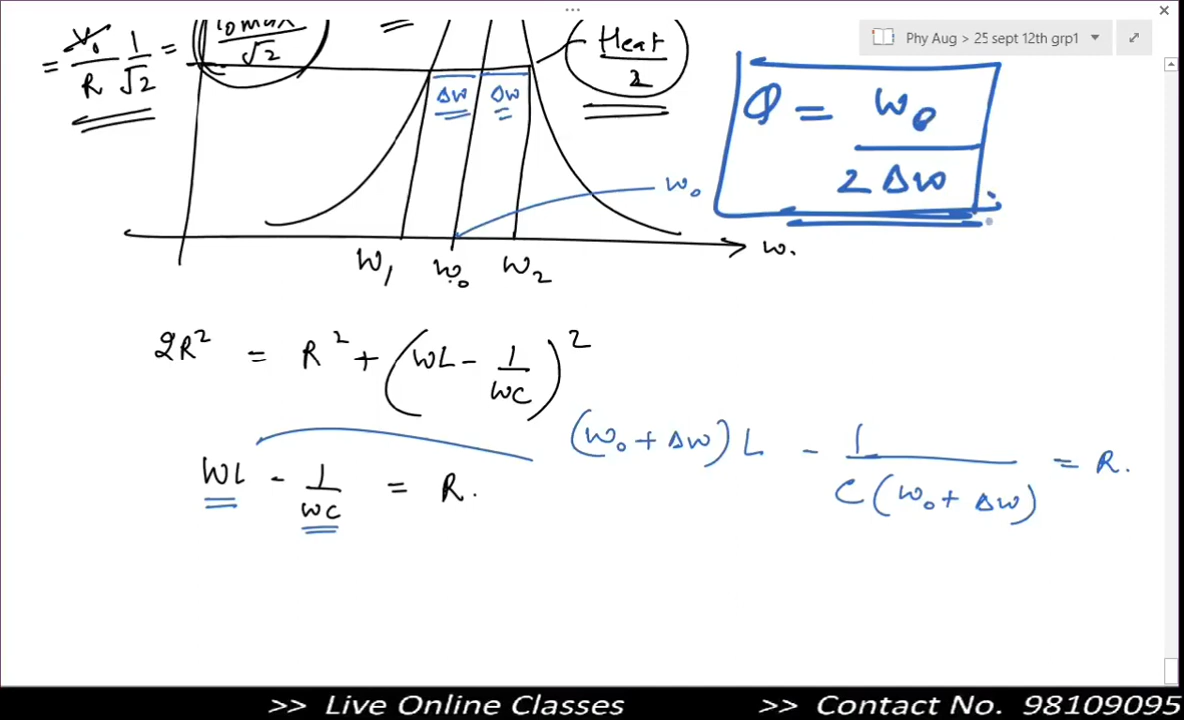 Phy Aug > 25 sept 12th grp1
= V₀/R 1/√2 = i₀max/√2
Heat/2
Δω Δω
Q = ω₀/2Δω
ω₀
ω₁ ω₀ ω₂ ω.
2R² = R² + (ωL - 1/ωC)²
(ω₀ + Δω) L - 1/C(ω₀ + Δω) = R.
ωL - 1/ωC = R.
>> Live Online Classes >> Contact No. 98109095